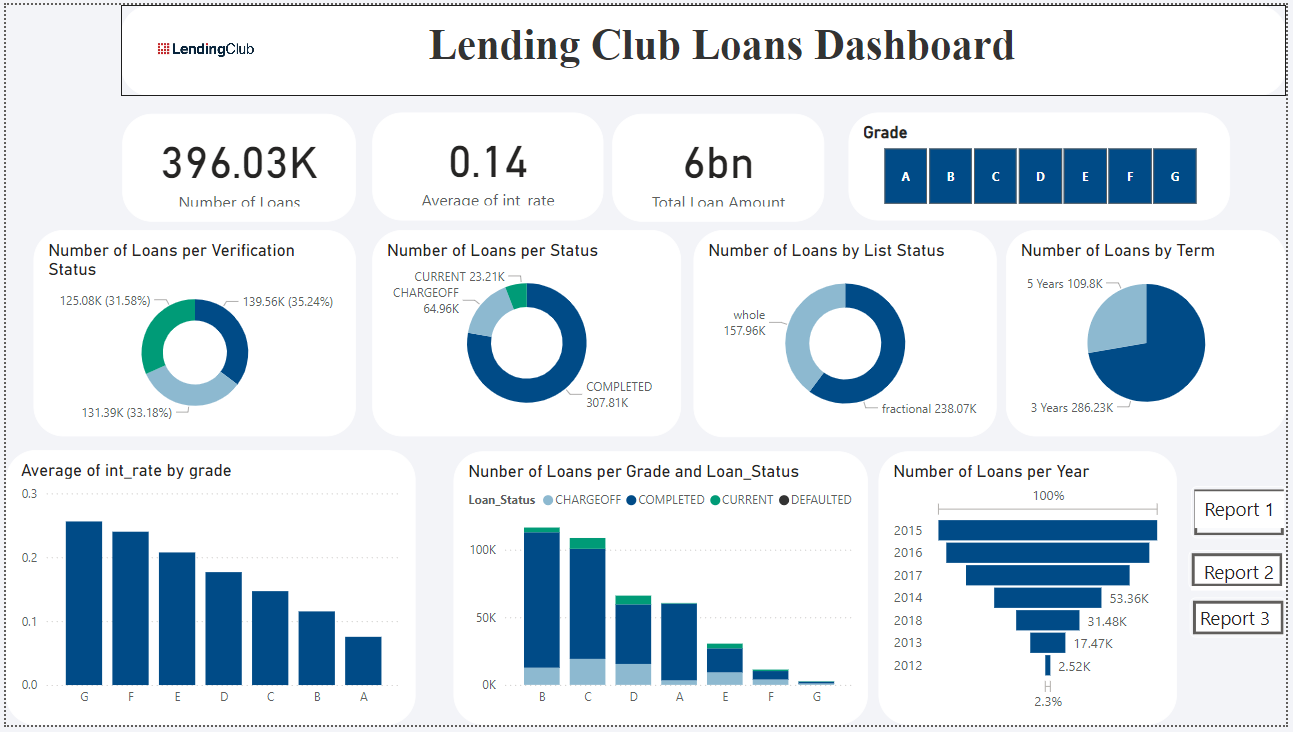 LendingClub
Lending Club Loans Dashboard
396.03K
Number of Loans
0.14
Average of int_rate
6bn
Total Loan Amount
Grade
A B C D E F G
Number of Loans per Verification
Status
125.08K (31.58%)
139.56K (35.24%)
131.39K (33.18%)
Number of Loans per Status
CURRENT 23.21K
CHARGEOFF
64.96K
COMPLETED
307.81K
Number of Loans by List Status
whole
157.96K
fractional 238.07K
Number of Loans by Term
5 Years 109.8K
3 Years 286.23K
Average of int_rate by grade
0.3
0.2
0.1
0.0
G F E D C B A
Nunber of Loans per Grade and Loan_Status
Loan_Status CHARGEOFF COMPLETED CURRENT DEFAULTED
100K
50K
0K
B C D A E F G
Number of Loans per Year
100%
2015
2016
2017
2014 53.36K
2018 31.48K
2013 17.47K
2012 2.52K
2.3%
Report 1
Report 2
Report 3